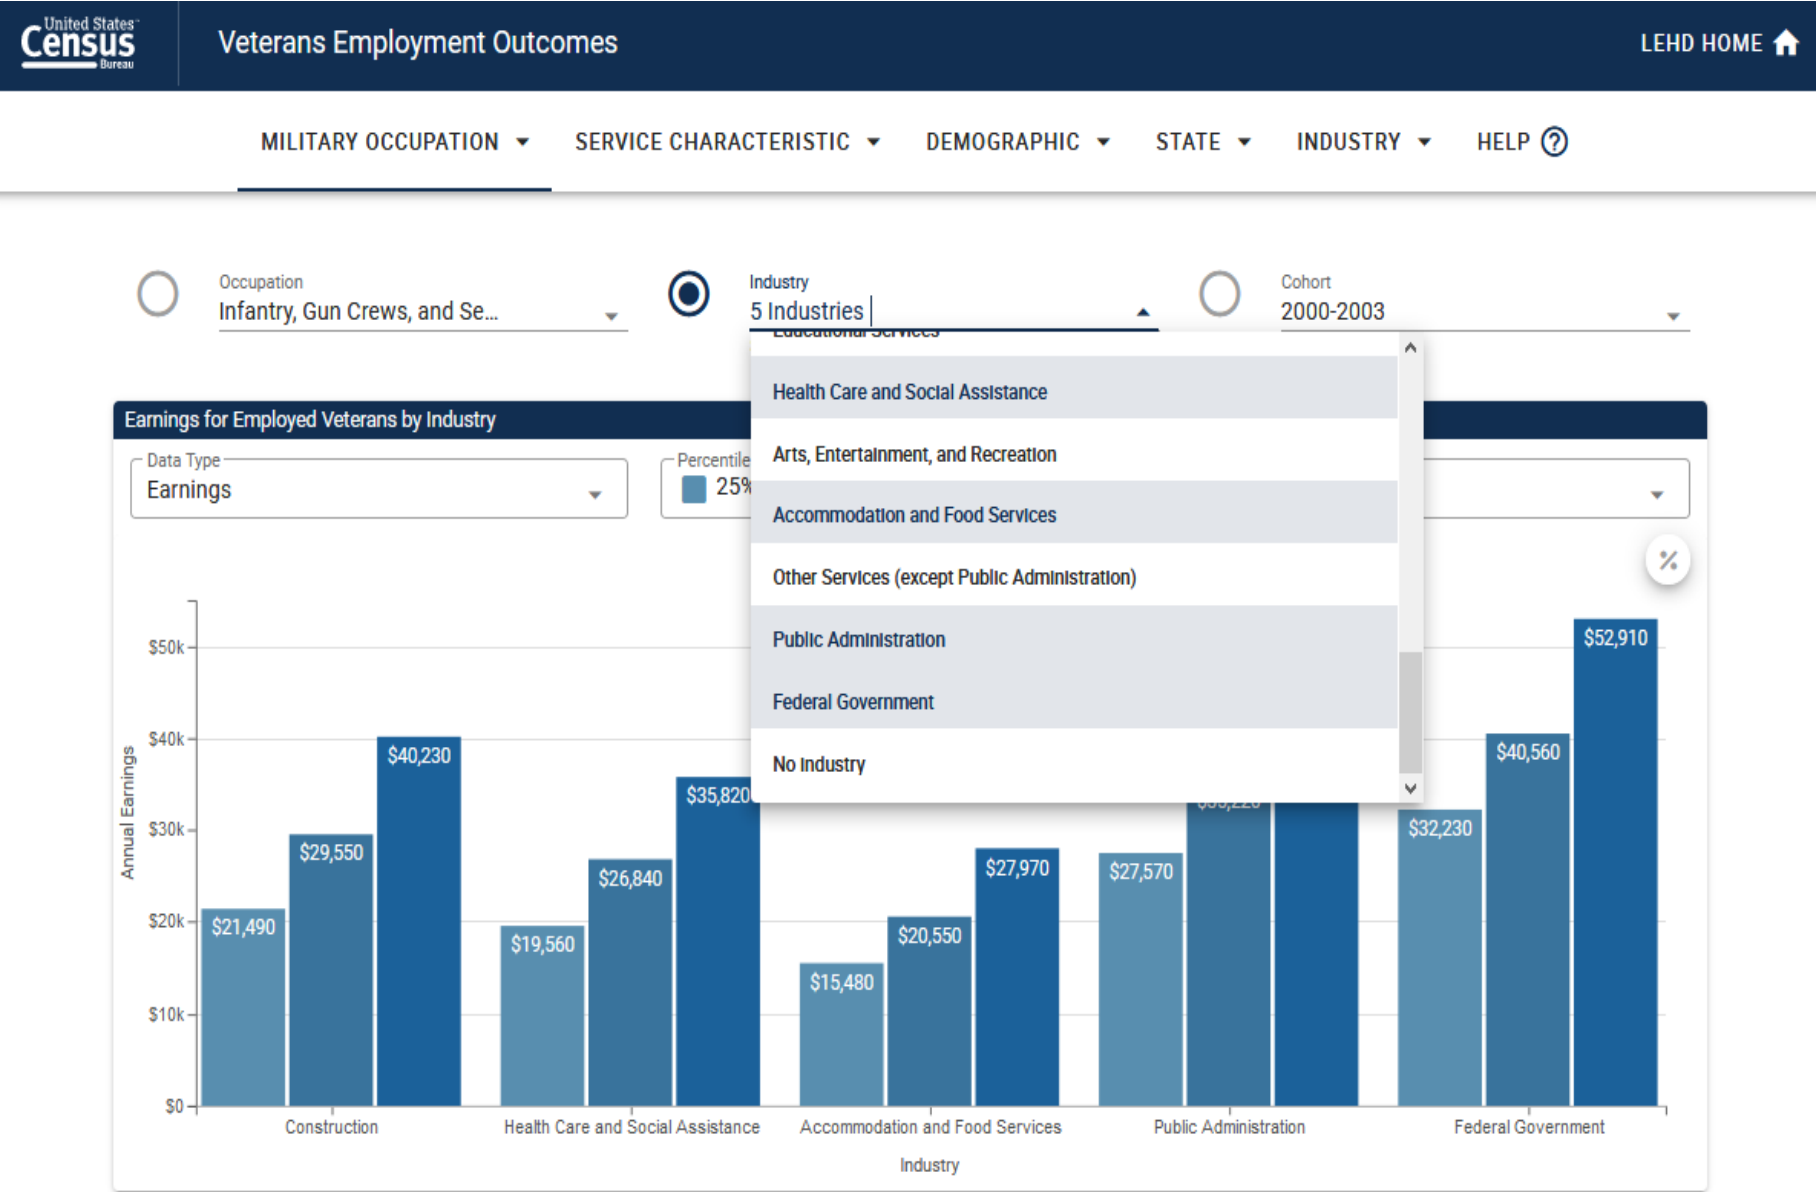 United States™
Census
Bureau
Veterans Employment Outcomes
LEHD HOME
MILITARY OCCUPATION
SERVICE CHARACTERISTIC
DEMOGRAPHIC
STATE
INDUSTRY
HELP ?
Occupation
Infantry, Gun Crews, and Se...
Industry
5 Industries
Cohort
2000-2003
Educational Services
Health Care and Social Assistance
Arts, Entertainment, and Recreation
Accommodation and Food Services
Other Services (except Public Administration)
Public Administration
Federal Government
No Industry
Earnings for Employed Veterans by Industry
Data Type
Earnings
Percentile
25%
%
Annual Earnings
$50k
$40k
$30k
$20k
$10k
$0
$21,490
$29,550
$40,230
$19,560
$26,840
$35,820
$15,480
$20,550
$27,970
$27,570
$32,230
$40,560
$52,910
Construction
Health Care and Social Assistance
Accommodation and Food Services
Public Administration
Federal Government
Industry